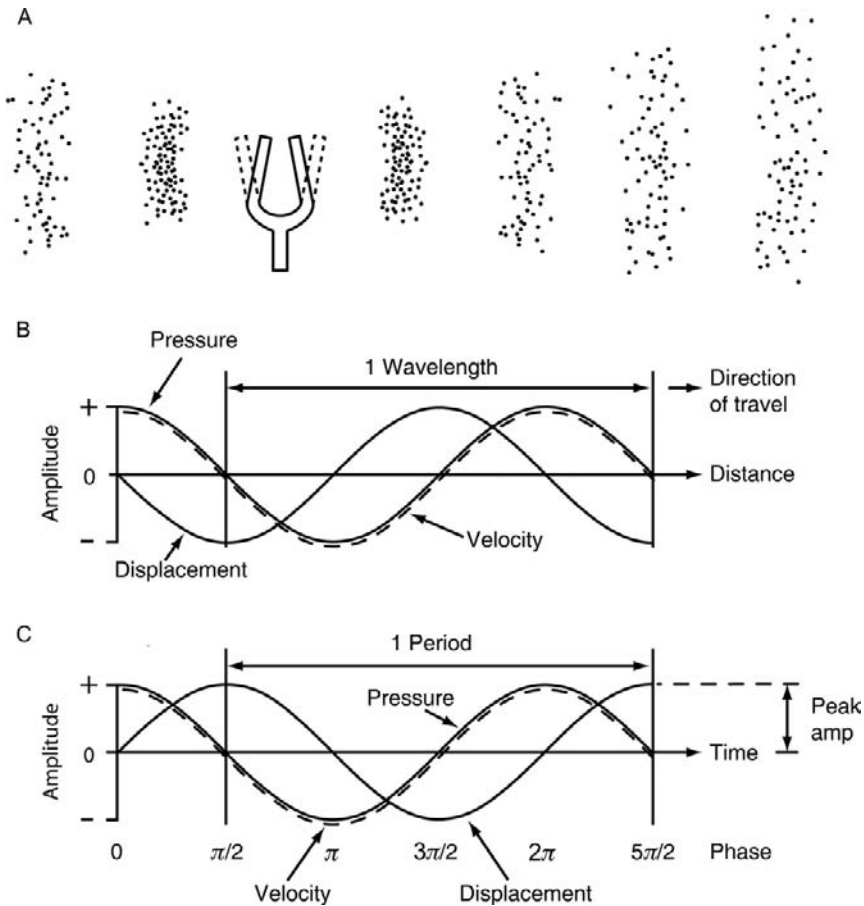 A
B
Pressure
1 Wavelength
Direction
of travel
+
Amplitude
0
Distance
−
Displacement
Velocity
C
1 Period
+
Pressure
Peak
amp
Amplitude
0
Time
−
0
π/2
π
3π/2
2π
5π/2
Phase
Velocity
Displacement